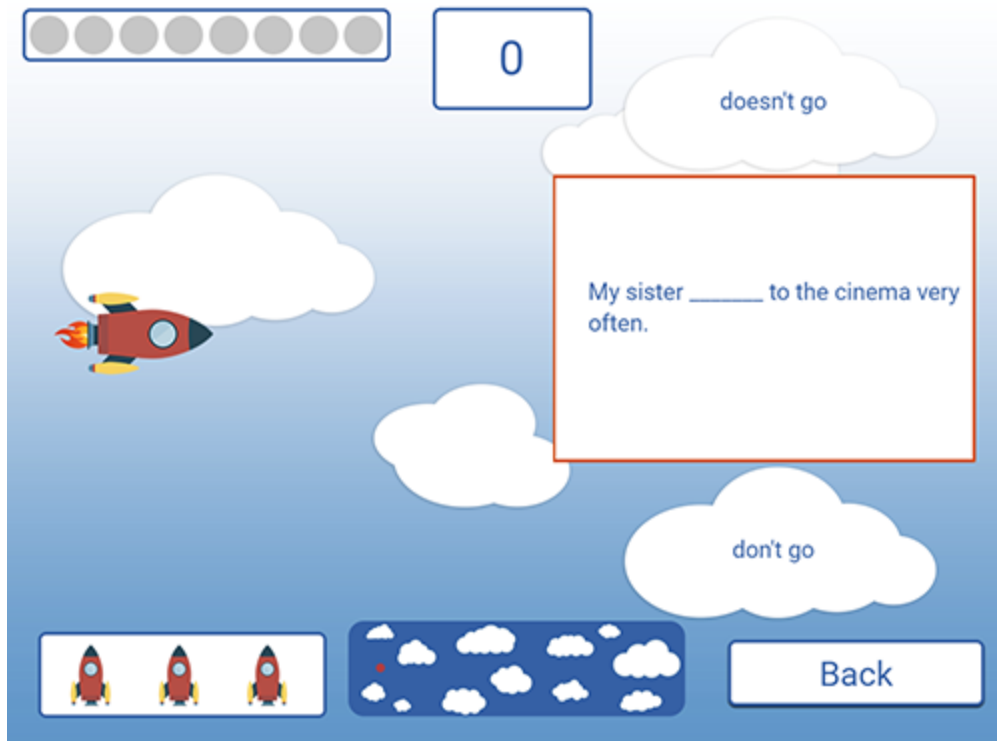 0
doesn't go
My sister _______ to the cinema very
often.
don't go
Back